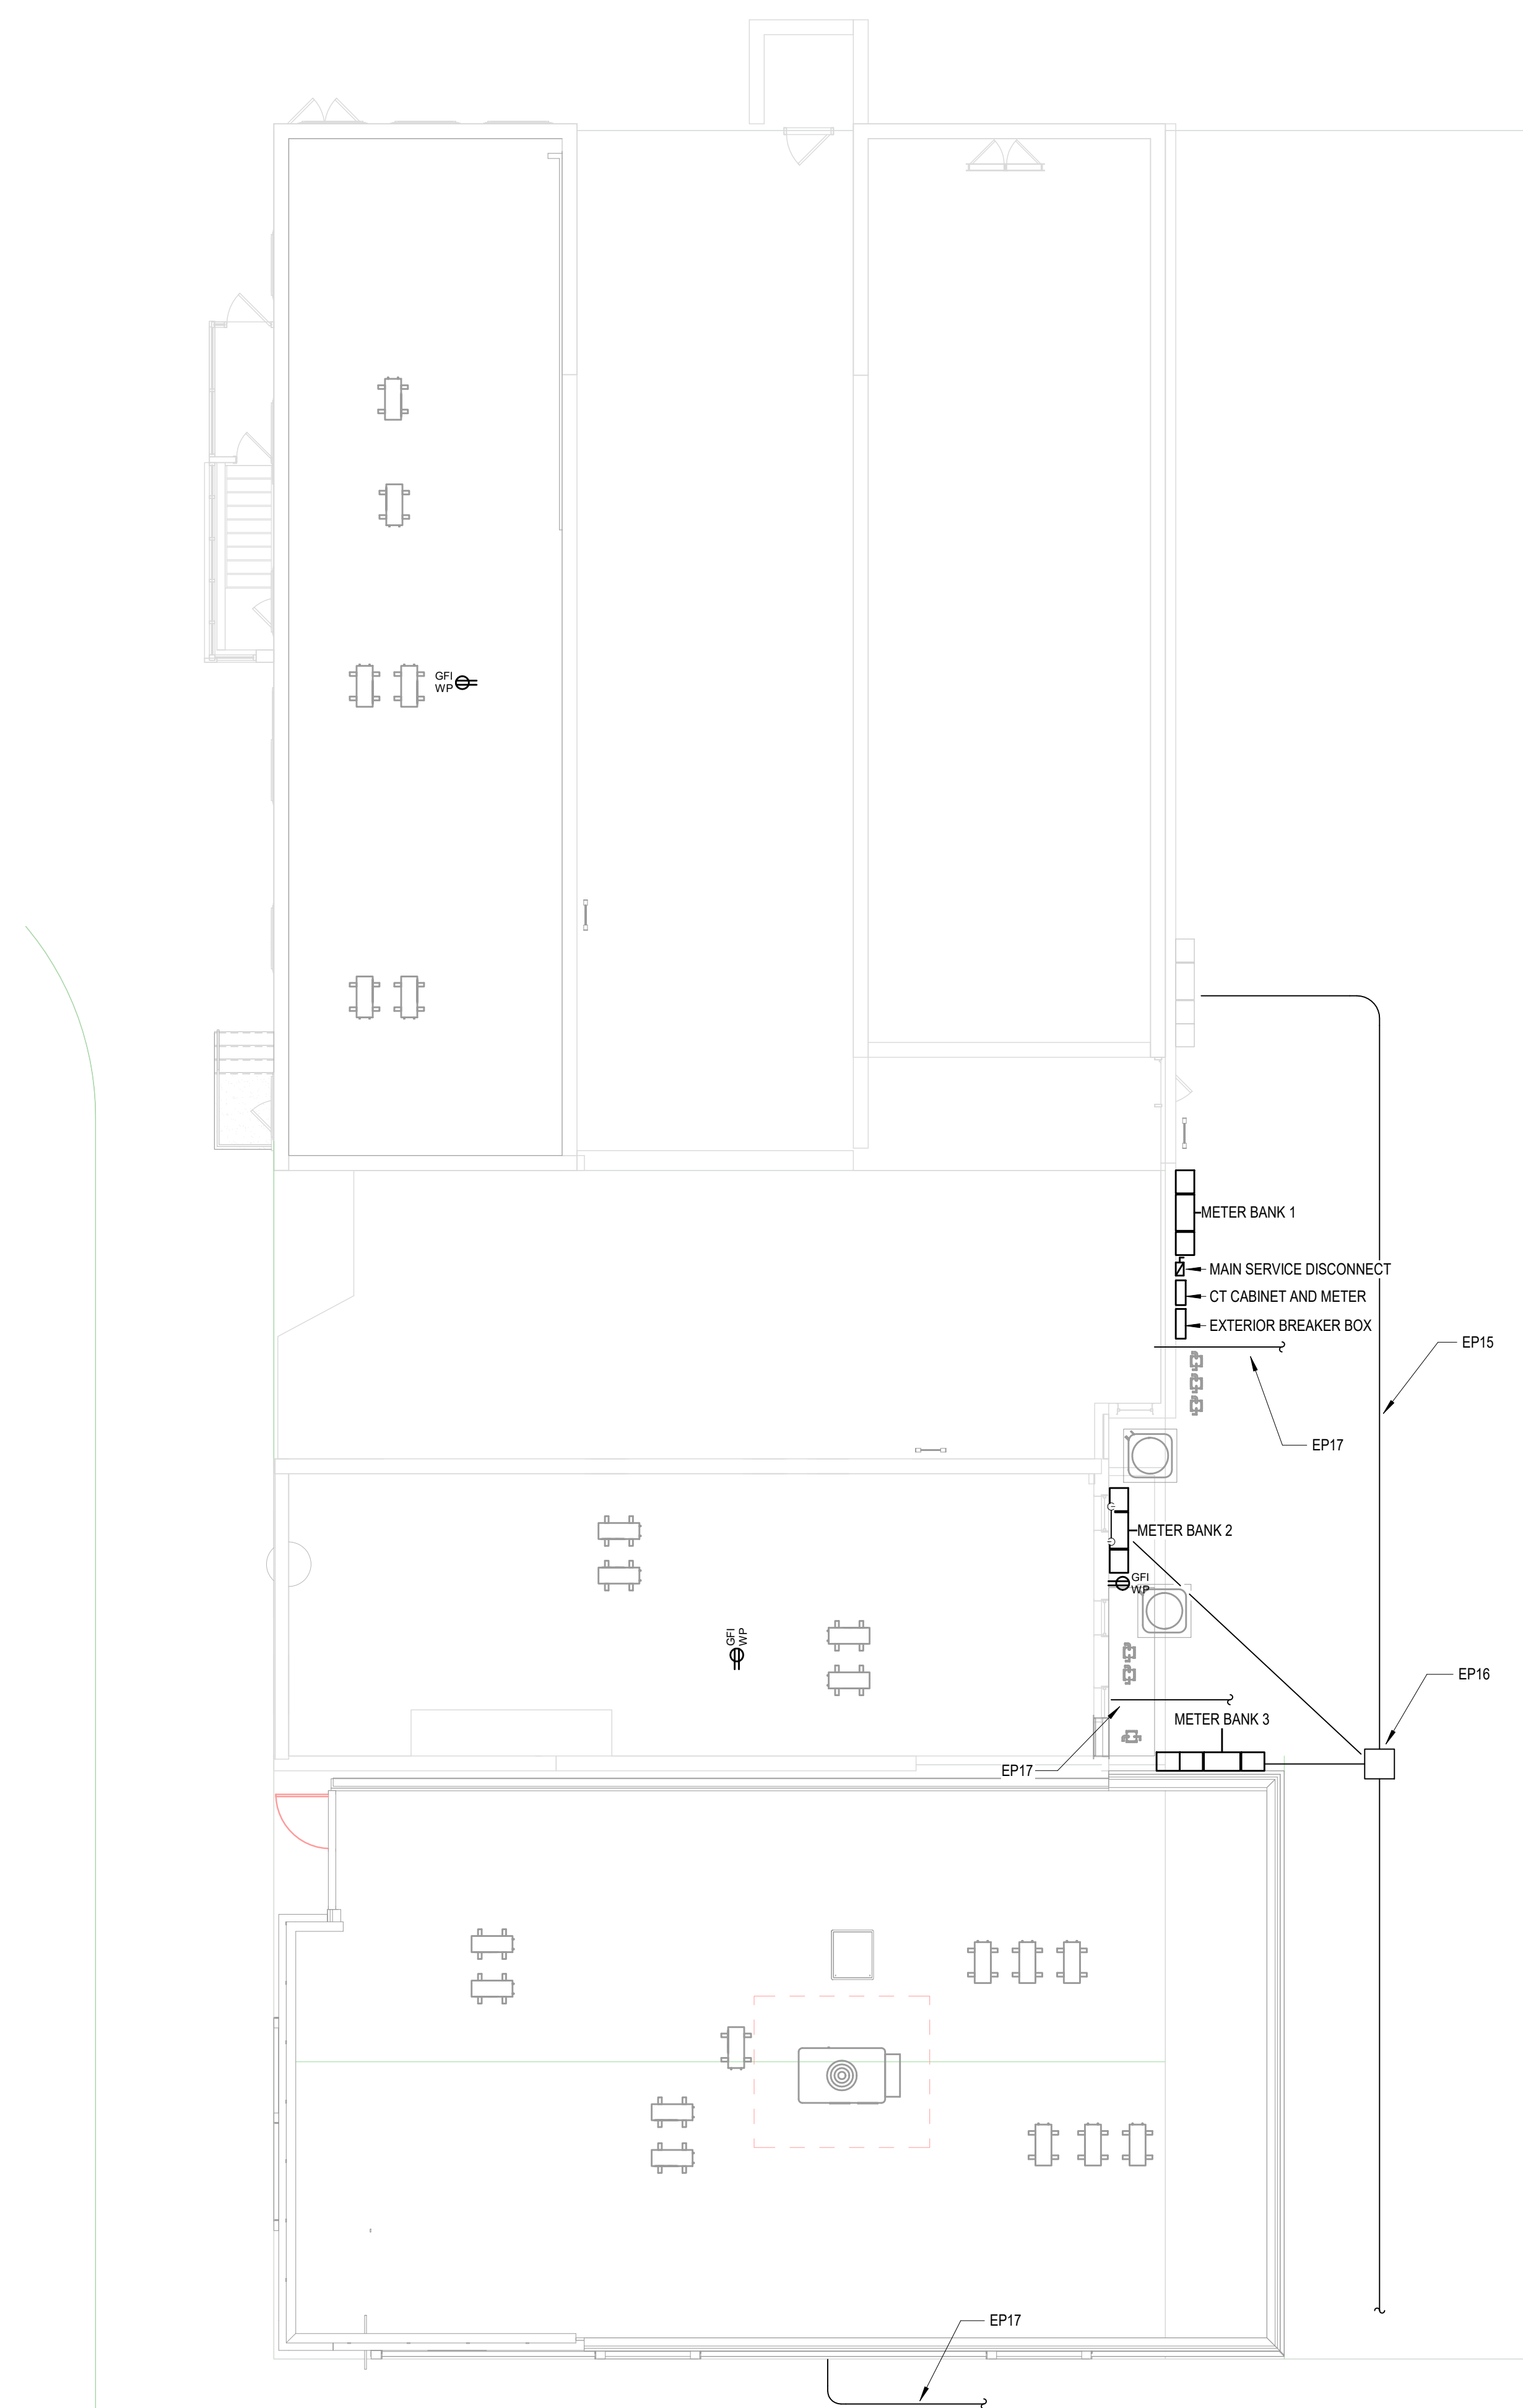 GFI
WP
METER BANK 1
MAIN SERVICE DISCONNECT
CT CABINET AND METER
EXTERIOR BREAKER BOX
EP15
EP17
METER BANK 2
GFI
WP
GFI
WP
EP16
METER BANK 3
EP17
EP17